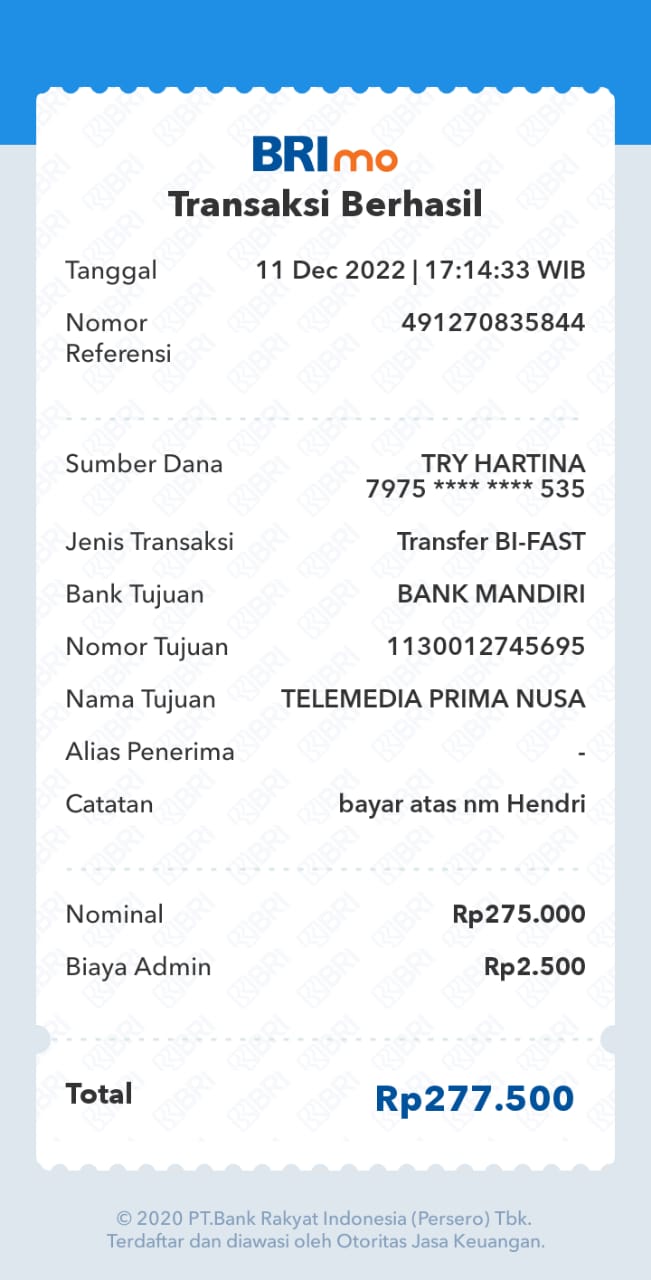 BRImo
Transaksi Berhasil
Tanggal 11 Dec 2022 | 17:14:33 WIB
Nomor 491270835844
Referensi
Sumber Dana TRY HARTINA
7975 **** **** 535
Jenis Transaksi Transfer BI-FAST
Bank Tujuan BANK MANDIRI
Nomor Tujuan 1130012745695
Nama Tujuan TELEMEDIA PRIMA NUSA
Alias Penerima -
Catatan bayar atas nm Hendri
Nominal Rp275.000
Biaya Admin Rp2.500
Total Rp277.500
© 2020 PT.Bank Rakyat Indonesia (Persero) Tbk.
Terdaftar dan diawasi oleh Otoritas Jasa Keuangan.